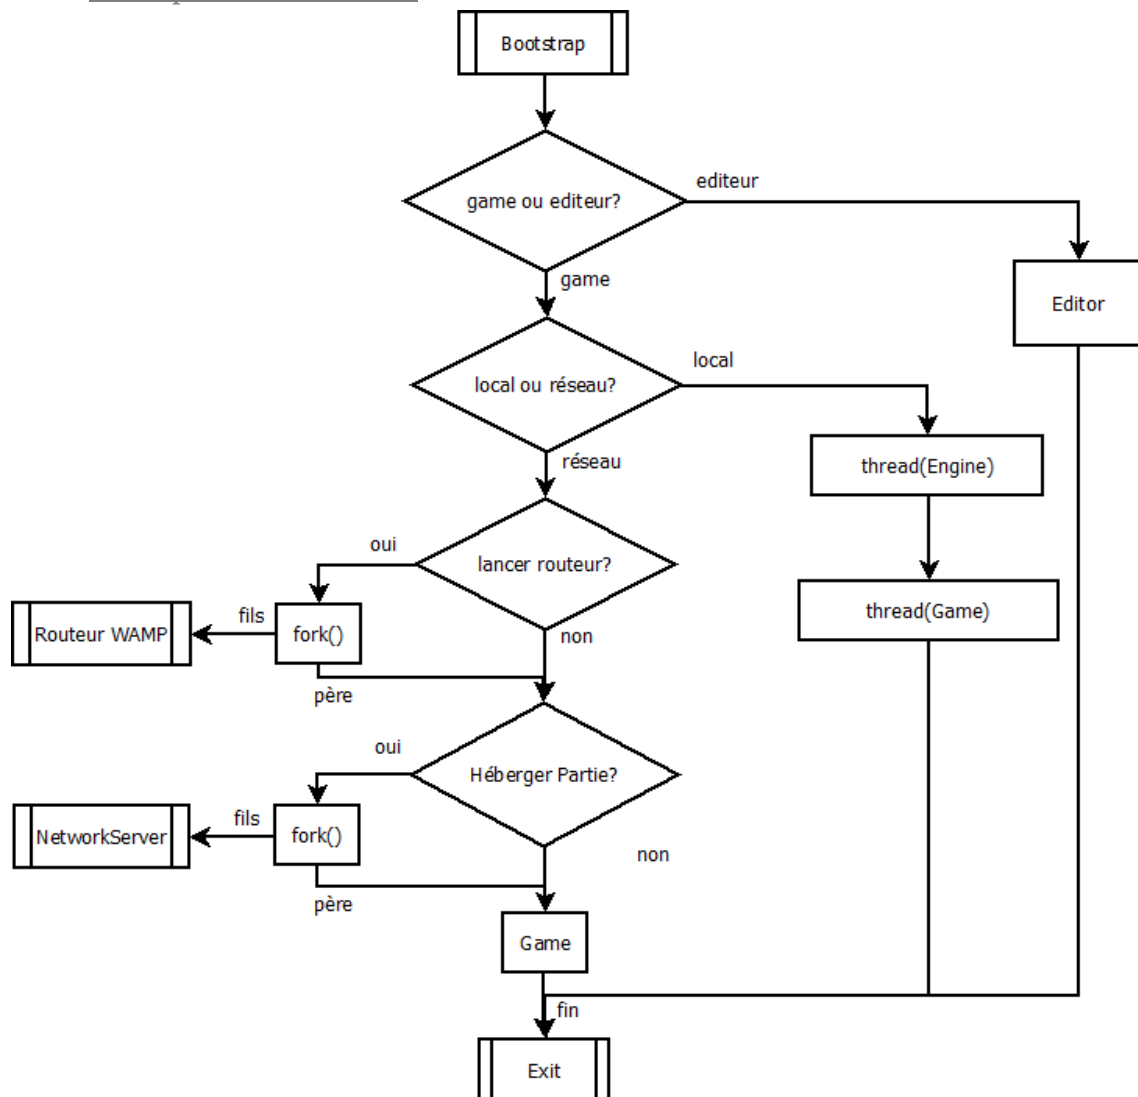 Bootstrap
game ou editeur?
editeur
game
Editor
local ou réseau?
local
réseau
thread(Engine)
lancer routeur?
oui
non
fils
fork()
Routeur WAMP
père
thread(Game)
Héberger Partie?
oui
non
fils
fork()
NetworkServer
père
Game
fin
Exit